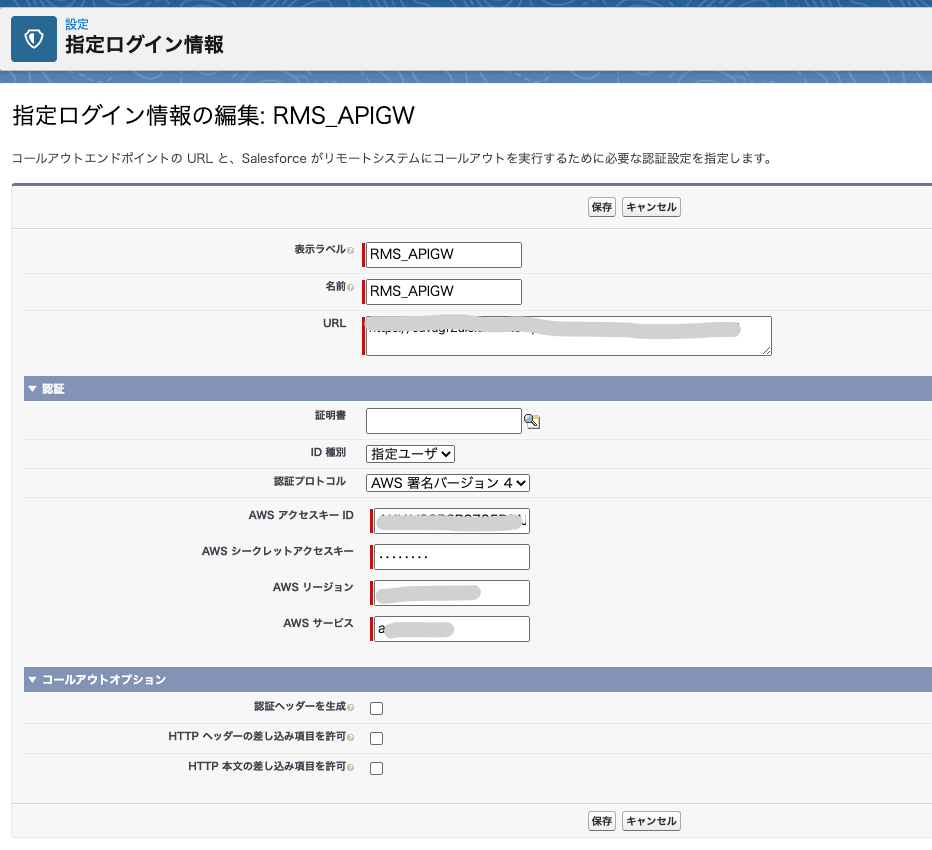 設定
指定ログイン情報
指定ログイン情報の編集: RMS_APIGW
コールアウトエンドポイントの URL と、Salesforce がリモートシステムにコールアウトを実行するために必要な認証設定を指定します。
保存 キャンセル
表示ラベル RMS_APIGW
名前 RMS_APIGW
URL
認証
証明書
ID 種別 指定ユーザ
認証プロトコル AWS 署名バージョン 4
AWS アクセスキー ID
AWS シークレットアクセスキー ········
AWS リージョン
AWS サービス a
コールアウトオプション
認証ヘッダーを生成
HTTP ヘッダーの差し込み項目を許可
HTTP 本文の差し込み項目を許可
保存 キャンセル